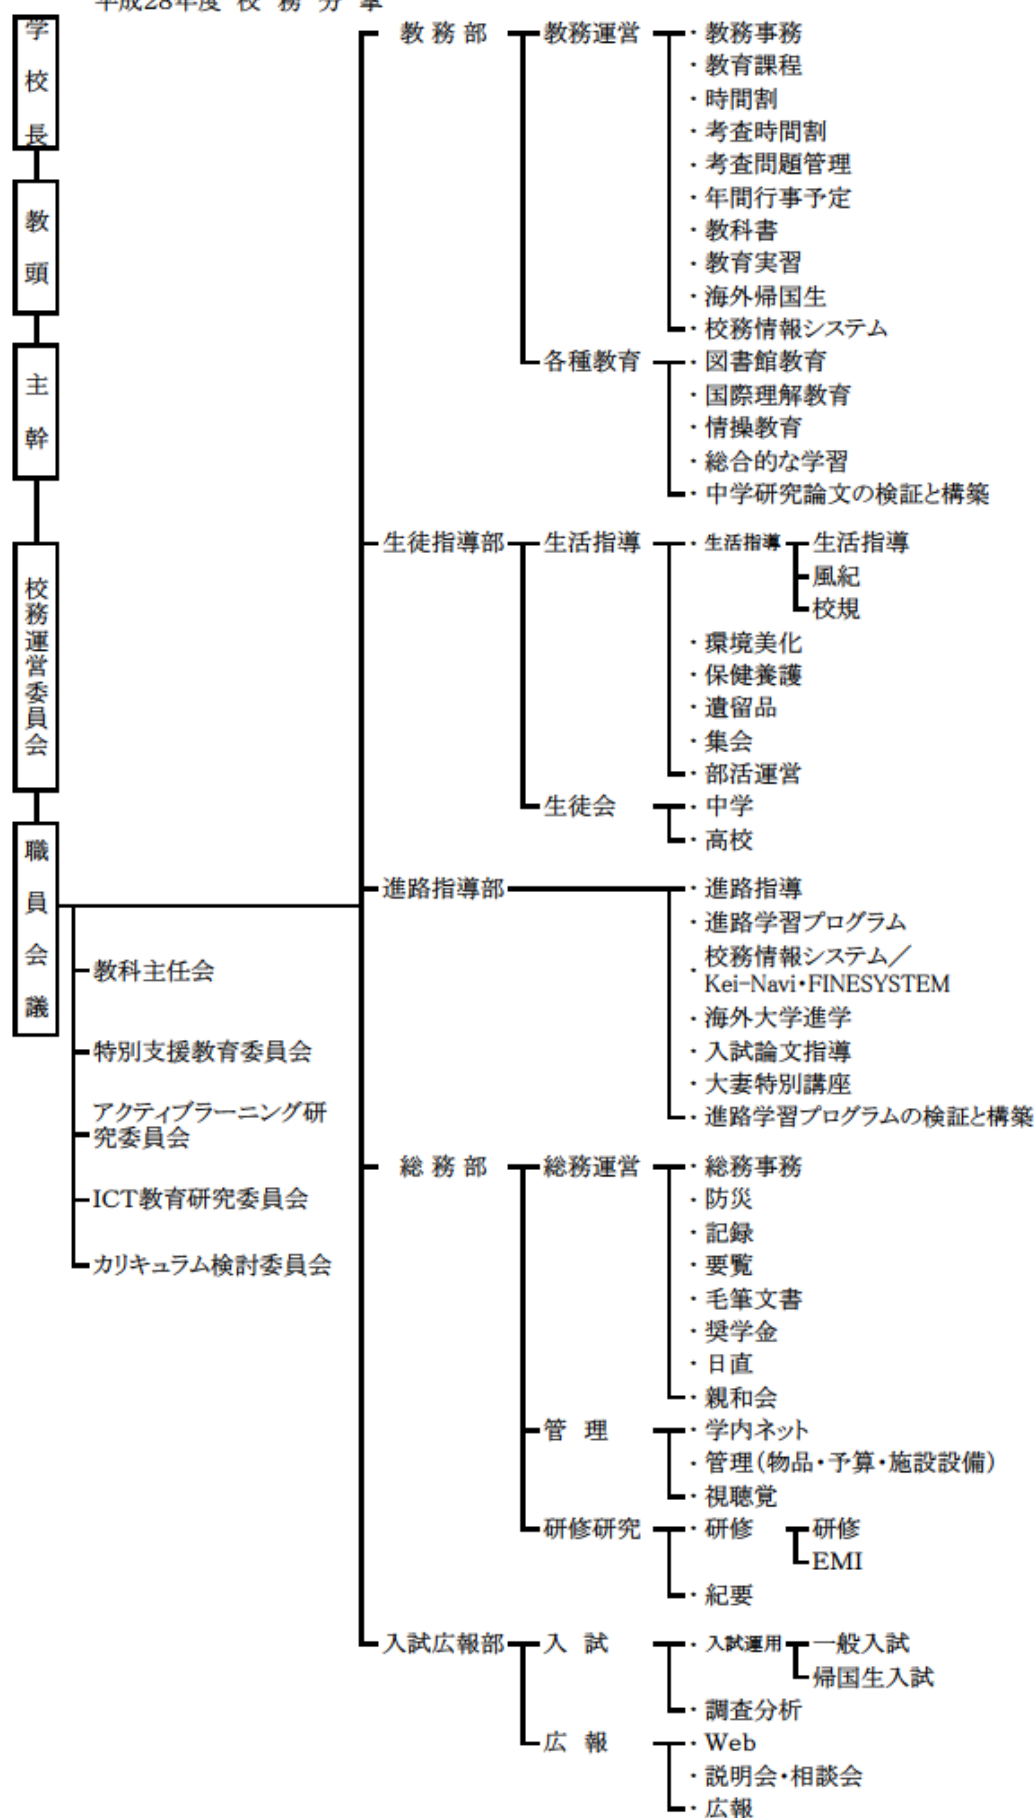 平成28年度 校 務 分 掌
学校長
教頭
主幹
校務運営委員会
職員会議
教科主任会
特別支援教育委員会
アクティブラーニング研
究委員会
ICT教育研究委員会
カリキュラム検討委員会
教 務 部
教務運営
・教務事務
・教育課程
・時間割
・考査時間割
・考査問題管理
・年間行事予定
・教科書
・教育実習
・海外帰国生
・校務情報システム
各種教育
・図書館教育
・国際理解教育
・情操教育
・総合的な学習
・中学研究論文の検証と構築
生徒指導部
生活指導
・生活指導
生活指導
風紀
校規
・環境美化
・保健養護
・遺留品
・集会
・部活運営
生徒会
・中学
・高校
進路指導部
・進路指導
・進路学習プログラム
・校務情報システム／
Kei-Navi・FINESYSTEM
・海外大学進学
・入試論文指導
・大妻特別講座
・進路学習プログラムの検証と構築
総 務 部
総務運営
・総務事務
・防災
・記録
・要覧
・毛筆文書
・奨学金
・日直
・親和会
管 理
・学内ネット
・管理(物品・予算・施設設備)
・視聴覚
研修研究
・研修
研修
EMI
・紀要
入試広報部
入 試
・入試運用
一般入試
帰国生入試
・調査分析
広 報
・Web
・説明会・相談会
・広報